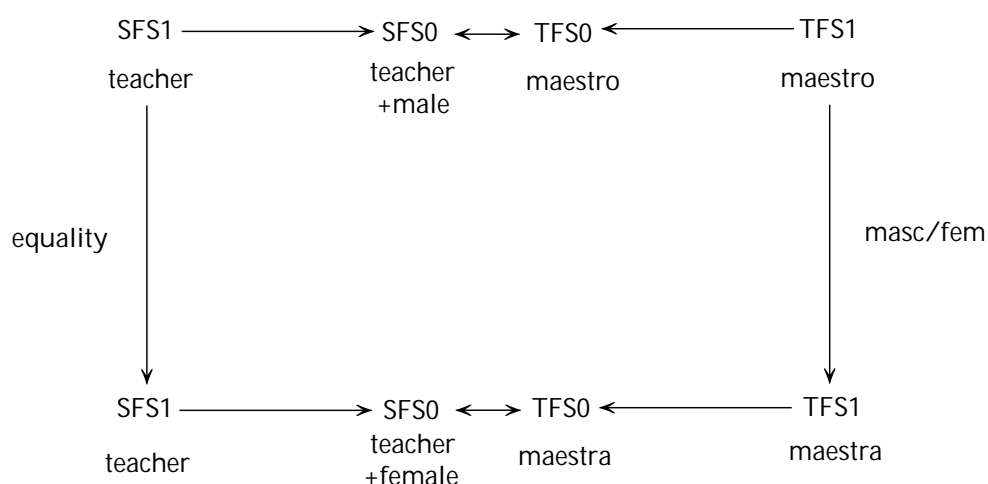 SFS1 SFS0 TFS0 TFS1
teacher teacher maestro maestro
+male
equality masc/fem
SFS1 SFS0 TFS0 TFS1
teacher teacher maestra maestra
+female